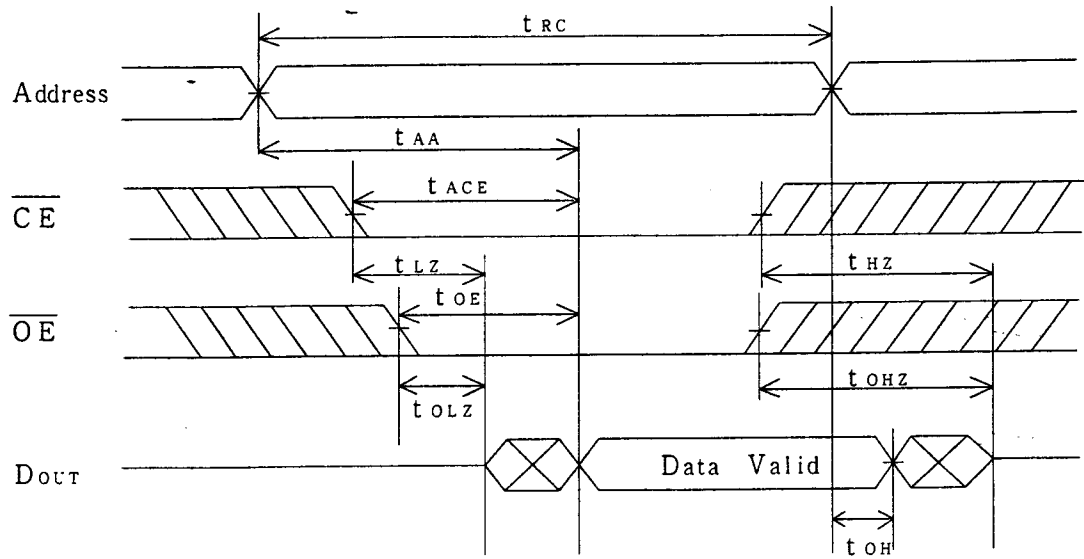 t RC
Address
t AA
CE
t ACE
t LZ
t HZ
t OE
OE
t OLZ
t OHZ
DOUT
Data Valid
t OH